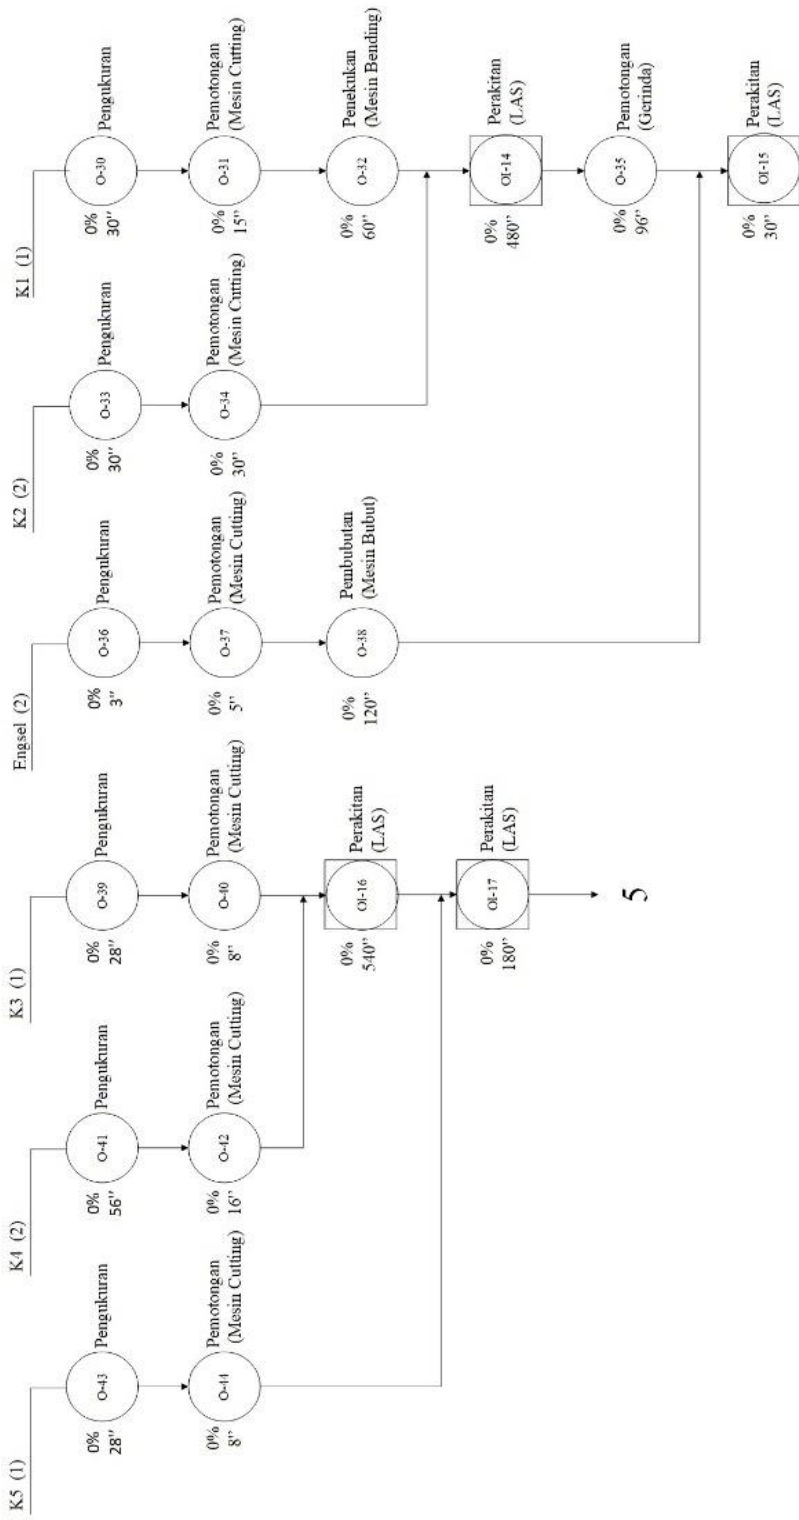 K5 (1)
0%
28"
O-43
Pengukuran
0%
8"
O-44
Pemotongan
(Mesin Cutting)
K4 (2)
0%
56"
O-41
Pengukuran
0%
16"
O-42
Pemotongan
(Mesin Cutting)
K3 (1)
0%
28"
O-39
Pengukuran
0%
8"
O-40
Pemotongan
(Mesin Cutting)
0%
540"
OI-16
Perakitan
(LAS)
0%
180"
OI-17
Perakitan
(LAS)
5
Engsel (2)
0%
3"
O-36
Pengukuran
0%
5"
O-37
Pemotongan
(Mesin Cutting)
0%
120"
O-38
Pembubutan
(Mesin Bubut)
K2 (2)
0%
30"
O-33
Pengukuran
0%
30"
O-34
Pemotongan
(Mesin Cutting)
K1 (1)
0%
30"
O-30
Pengukuran
0%
15"
O-31
Pemotongan
(Mesin Cutting)
0%
60"
O-32
Penekukan
(Mesin Bending)
0%
480"
OI-14
Perakitan
(LAS)
0%
96"
O-35
Pemotongan
(Gerinda)
0%
30"
OI-15
Perakitan
(LAS)